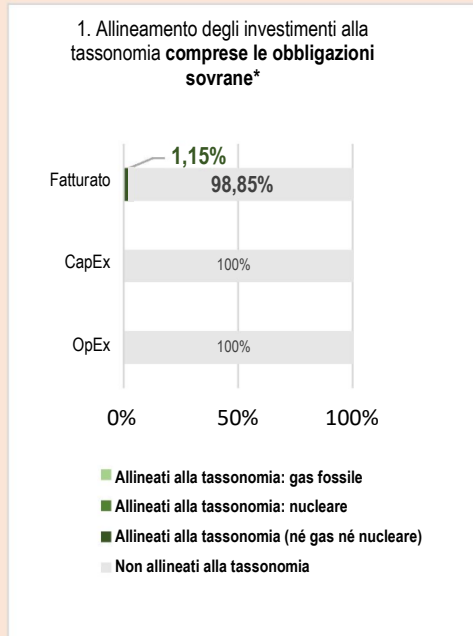 1. Allineamento degli investimenti alla
tassonomia comprese le obbligazioni
sovrane*
1,15%
Fatturato
98,85%
CapEx
100%
OpEx
100%
0%
50%
100%
Allineati alla tassonomia: gas fossile
Allineati alla tassonomia: nucleare
Allineati alla tassonomia (né gas né nucleare)
Non allineati alla tassonomia